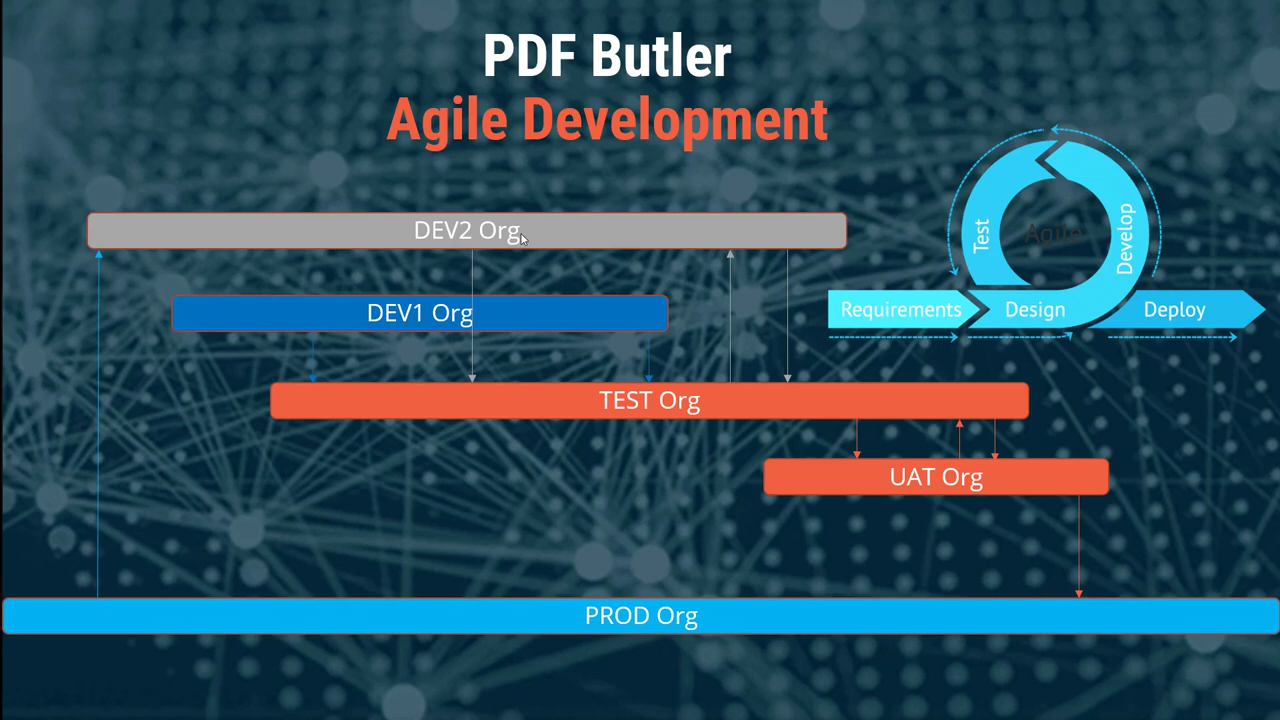 PDF Butler
Agile Development
DEV2 Org
DEV1 Org
TEST Org
UAT Org
PROD Org
Test
Agile
Develop
Requirements
Design
Deploy